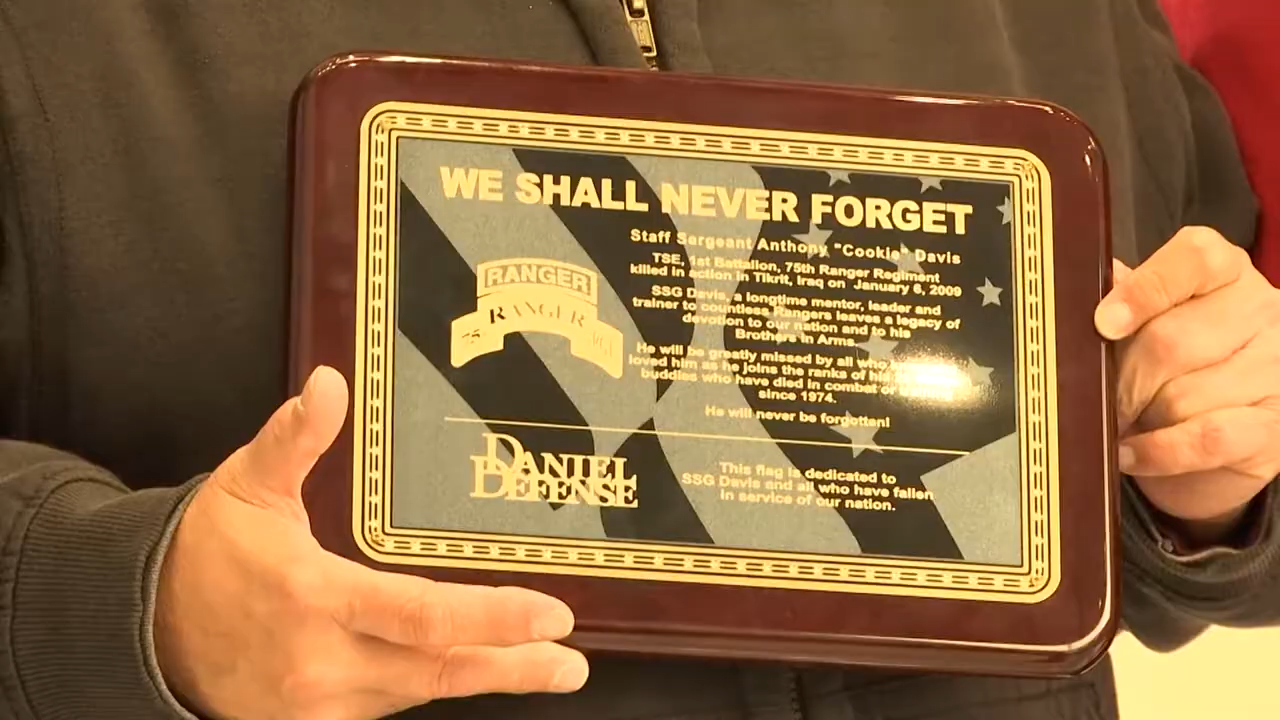 WE SHALL NEVER FORGET
Staff Sergeant Anthony "Cookie" Davis
TSE, 1st Battalion, 75th Ranger Regiment
killed in action in Tikrit, Iraq on January 6, 2009
SSG Davis, a longtime mentor, leader and
trainer to countless Rangers leaves a legacy of
devotion to our nation and to his
Brothers in Arms.
He will be greatly missed by all who
loved him as he joins the ranks of his
buddies who have died in combat or
since 1974.
He will never be forgotten!
RANGER
75 RANGER RGT
DANIEL
DEFENSE
This flag is dedicated to
SSG Davis and all who have fallen
in service of our nation.